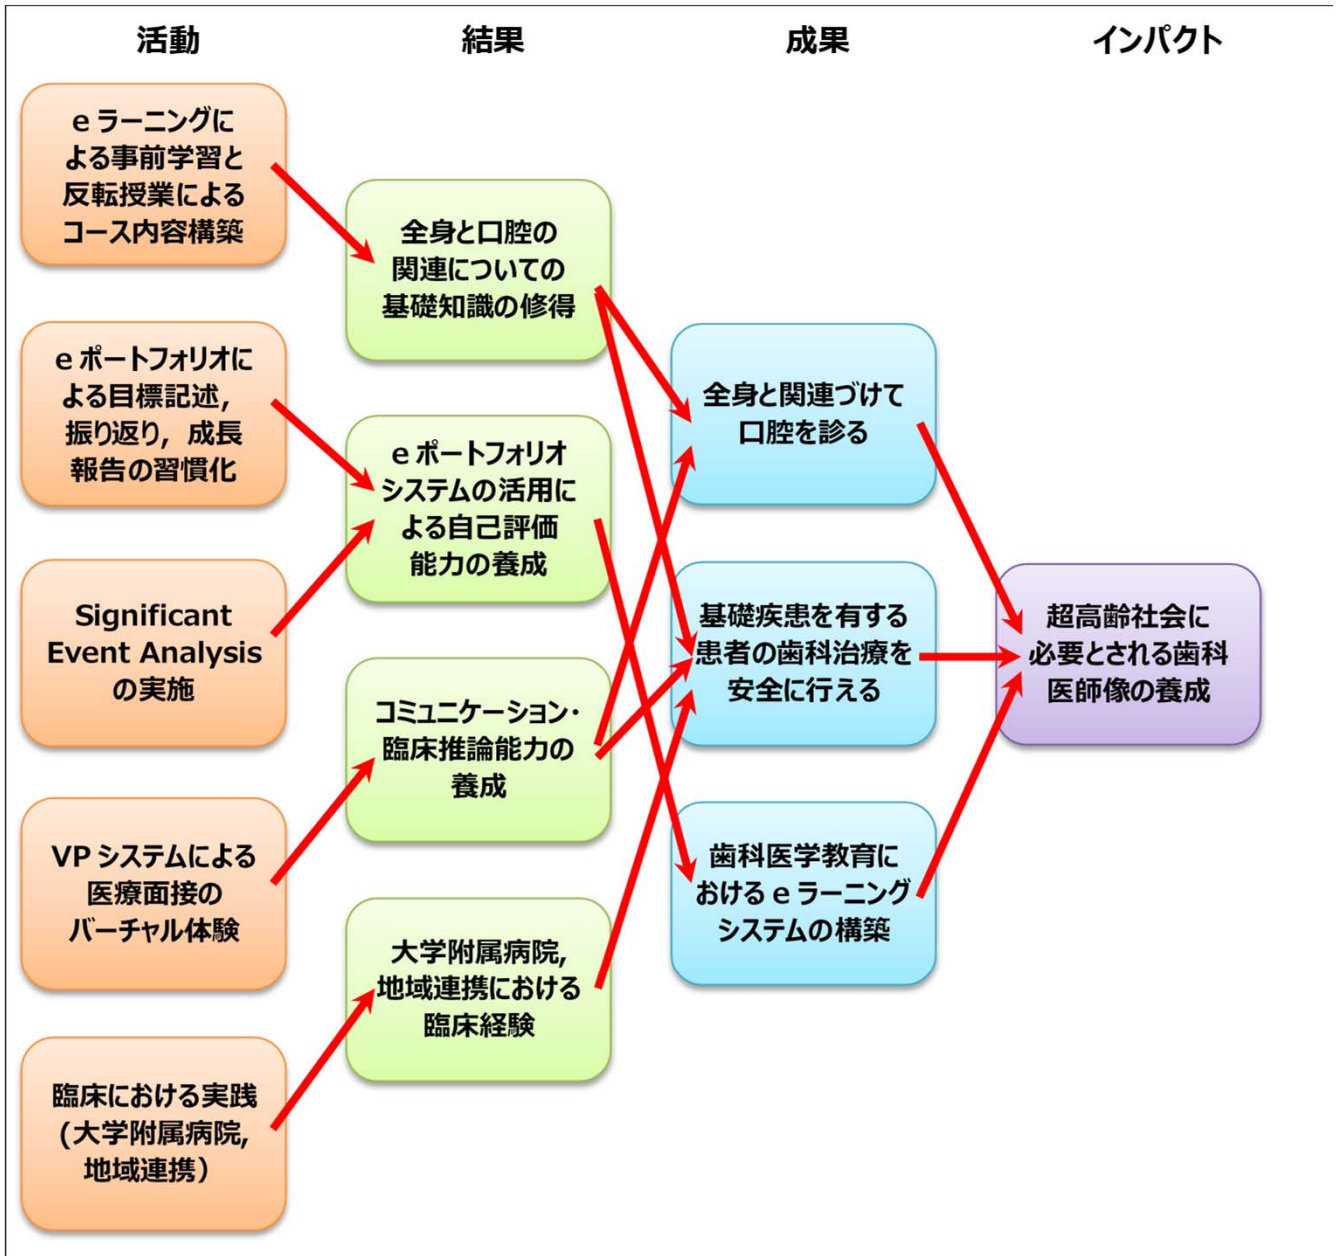 活動
結果
成果
インパクト
e ラーニングに
よる事前学習と
反転授業による
コース内容構築
e ポートフォリオに
よる目標記述,
振り返り, 成長
報告の習慣化
Significant
Event Analysis
の実施
VP システムによる
医療面接の
バーチャル体験
臨床における実践
(大学附属病院,
地域連携）
全身と口腔の
関連についての
基礎知識の修得
e ポートフォリオ
システムの活用に
よる自己評価
能力の養成
コミュニケーション・
臨床推論能力の
養成
大学附属病院,
地域連携における
臨床経験
全身と関連づけて
口腔を診る
基礎疾患を有する
患者の歯科治療を
安全に行える
歯科医学教育に
おける e ラーニング
システムの構築
超高齢社会に
必要とされる歯科
医師像の養成